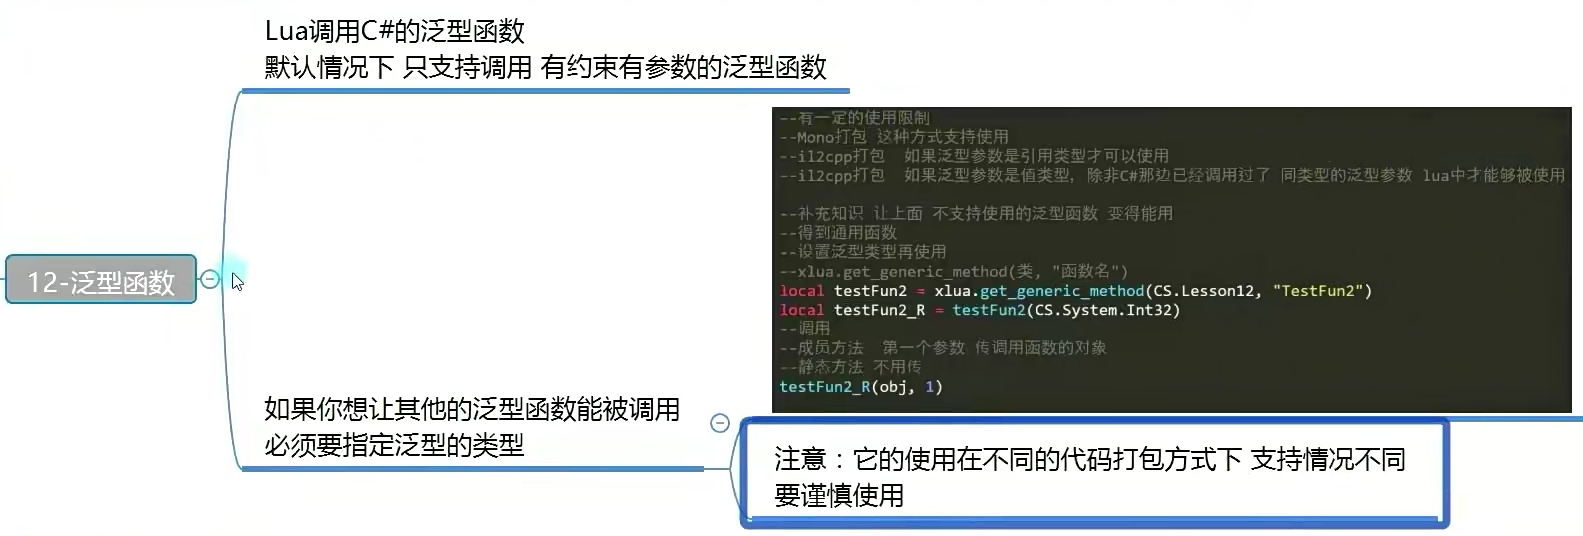 12-泛型函数
Lua调用C#的泛型函数
默认情况下 只支持调用 有约束有参数的泛型函数
如果你想让其他的泛型函数能被调用
必须要指定泛型的类型
--有一定的使用限制
--Mono打包 这种方式支持使用
--il2cpp打包  如果泛型参数是引用类型才可以使用
--il2cpp打包  如果泛型参数是值类型，除非C#那边已经调用过了 同类型的泛型参数 lua中才能够被使用
--补充知识 让上面 不支持使用的泛型函数 变得能用
--得到通用函数
--设置泛型类型再使用
--xlua.get_generic_method(类, "函数名")
local testFun2 = xlua.get_generic_method(CS.Lesson12, "TestFun2")
local testFun2_R = testFun2(CS.System.Int32)
--调用
--成员方法  第一个参数 传调用函数的对象
--静态方法 不用传
testFun2_R(obj, 1)
注意：它的使用在不同的代码打包方式下 支持情况不同
要谨慎使用